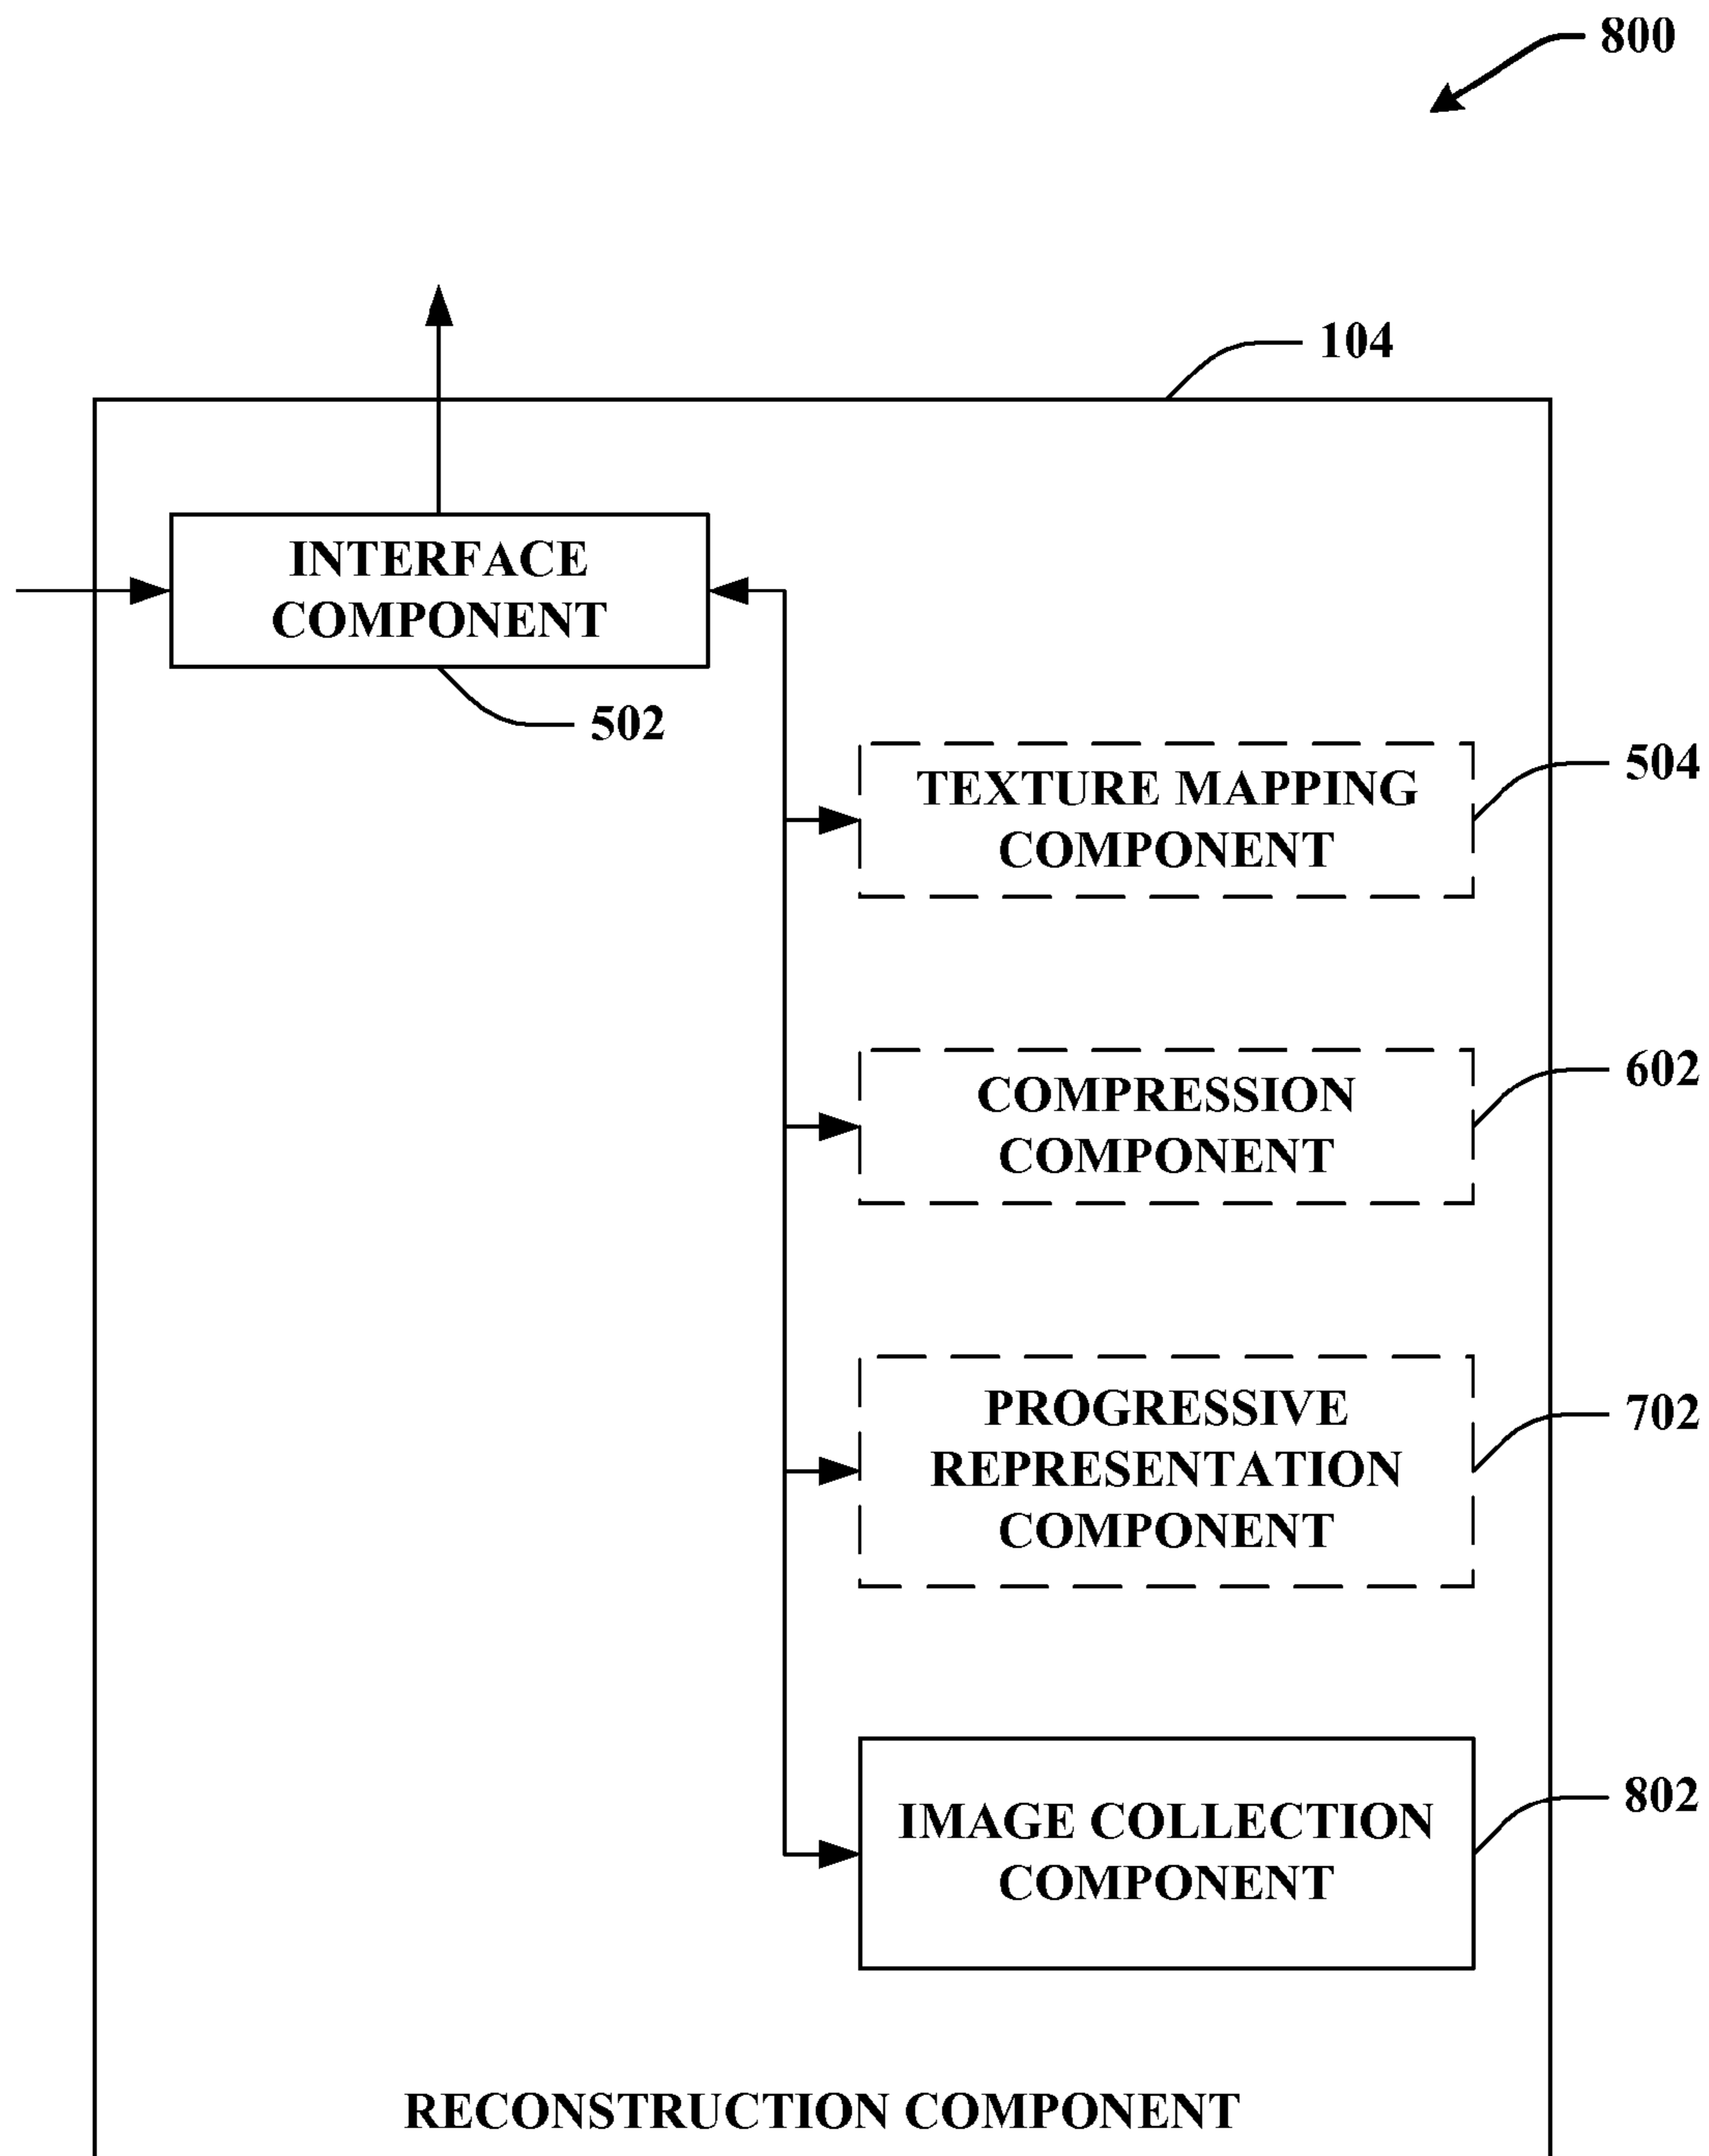 800
104
INTERFACE
COMPONENT
502
TEXTURE MAPPING
COMPONENT
504
COMPRESSION
COMPONENT
602
PROGRESSIVE
REPRESENTATION
COMPONENT
702
IMAGE COLLECTION
COMPONENT
802
RECONSTRUCTION COMPONENT